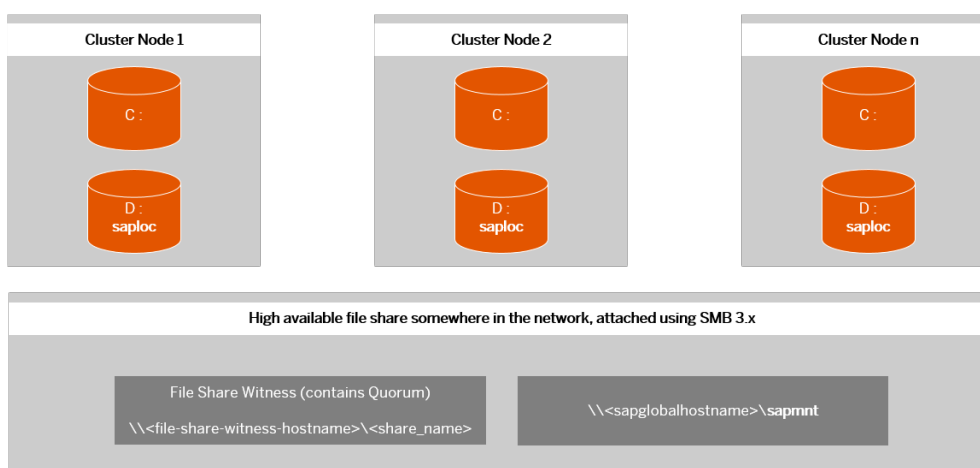 Cluster Node 1
C :
D :
saploc
Cluster Node 2
C :
D :
saploc
Cluster Node n
C :
D :
saploc
High available file share somewhere in the network, attached using SMB 3.x
File Share Witness (contains Quorum)
\\<file-share-witness-hostname>\<share_name>
\\<sapglobalhostname>\sapmnt